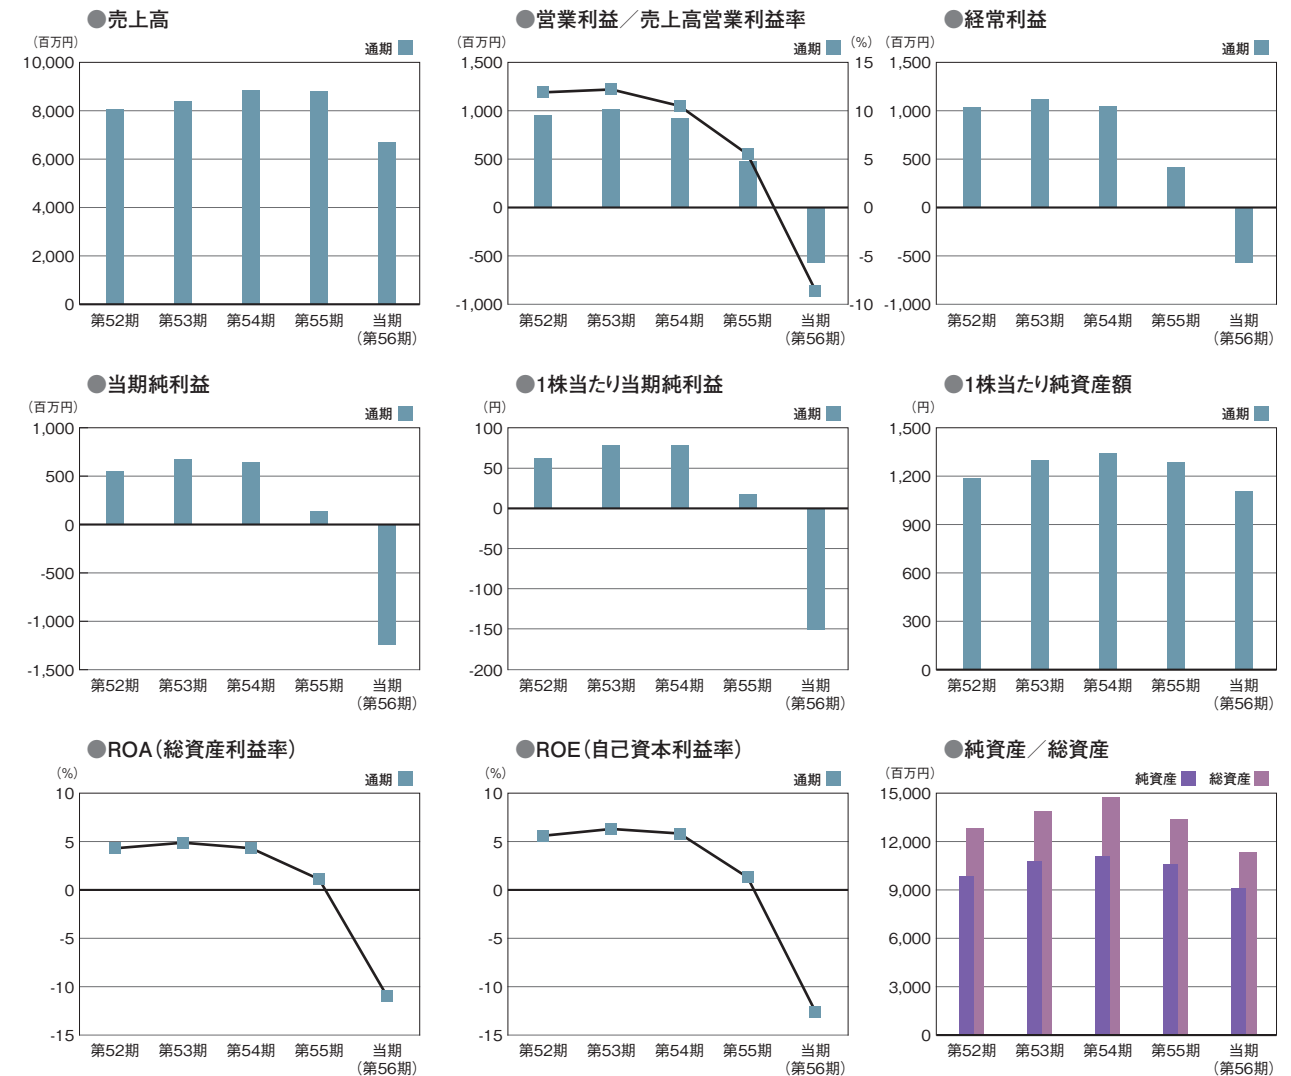 ●売上高
(百万円)
通期
10,000
8,000
6,000
4,000
2,000
0
第52期 第53期 第54期 第55期 当期
(第56期)
●営業利益／売上高営業利益率
(百万円)
通期
(%)
1,500
1,000
500
0
-500
-1,000
15
10
5
0
-5
-10
第52期 第53期 第54期 第55期 当期
(第56期)
●経常利益
(百万円)
通期
1,500
1,000
500
0
-500
-1,000
第52期 第53期 第54期 第55期 当期
(第56期)
●当期純利益
(百万円)
通期
1,000
500
0
-500
-1,000
-1,500
第52期 第53期 第54期 第55期 当期
(第56期)
●1株当たり当期純利益
(円)
通期
100
50
0
-50
-100
-150
-200
第52期 第53期 第54期 第55期 当期
(第56期)
●1株当たり純資産額
(円)
通期
1,500
1,200
900
600
300
0
第52期 第53期 第54期 第55期 当期
(第56期)
●ROA（総資産利益率）
(%)
通期
10
5
0
-5
-10
-15
第52期 第53期 第54期 第55期 当期
(第56期)
●ROE（自己資本利益率）
(%)
通期
10
5
0
-5
-10
-15
第52期 第53期 第54期 第55期 当期
(第56期)
●純資産／総資産
(百万円)
純資産 総資産
15,000
12,000
9,000
6,000
3,000
0
第52期 第53期 第54期 第55期 当期
(第56期)